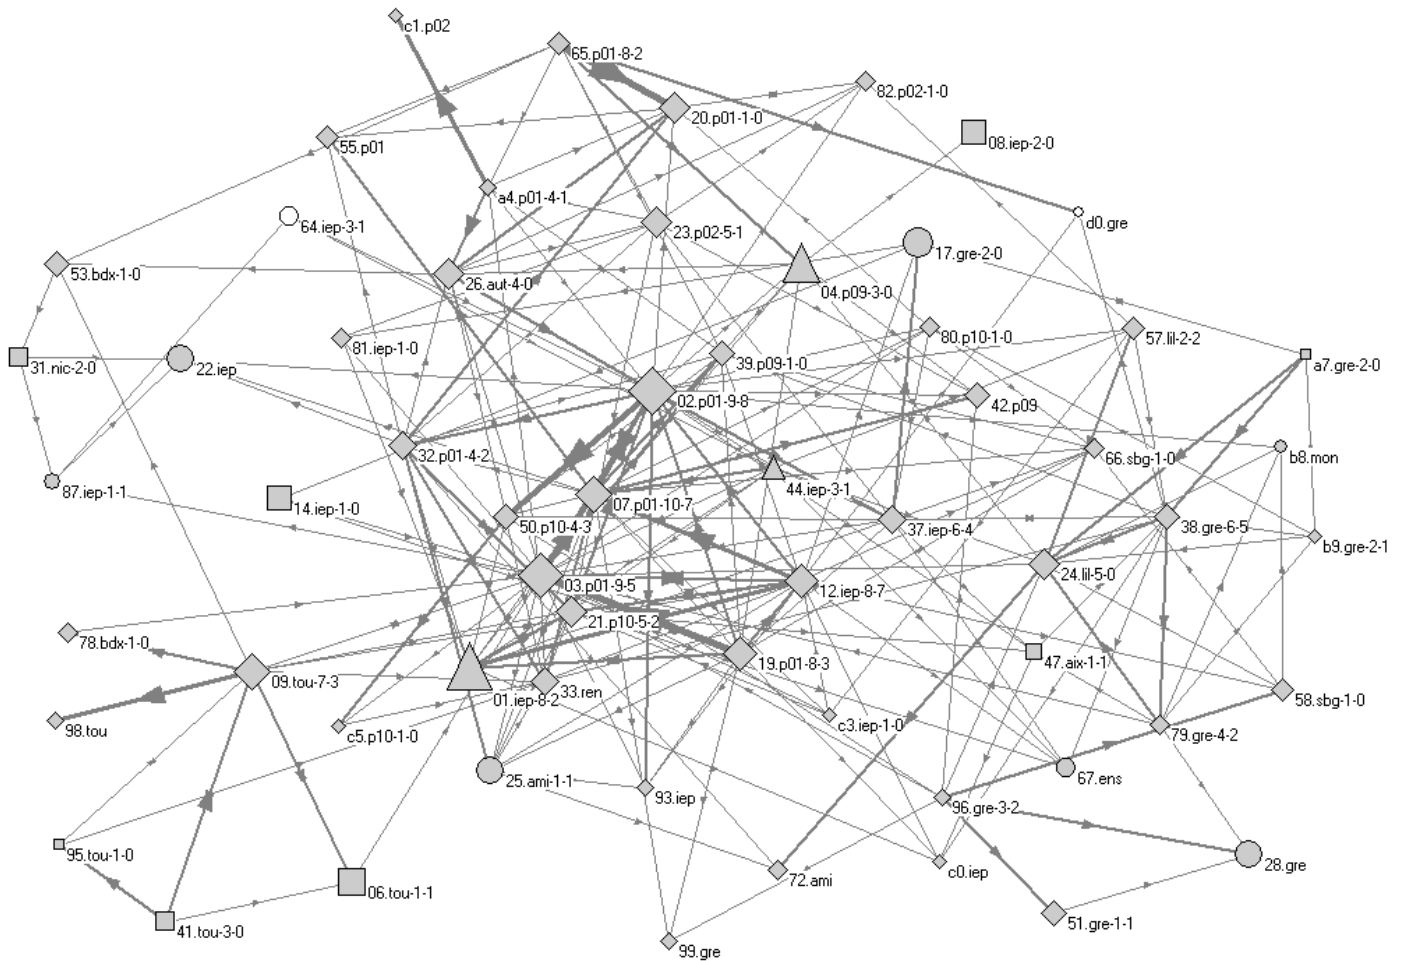 c1.p02
65.p01-8-2
82.p02-1-0
20.p01-1-0
08.iep-2-0
55.p01
a4.p01-4-1
64.iep-3-1
d0.gre
23.p02-5-1
17.gre-2-0
53.bdx-1-0
26.aut-4-0
04.p09-3-0
81.iep-1-0
80.p10-1-0
57.lil-2-2
31.nic-2-0
22.iep
39.p09-1-0
a7.gre-2-0
02.p01-9-8
42.p09
32.p01-4-2
66.sbg-1-0
b8.mon
87.iep-1-1
44.iep-3-1
14.iep-1-0
07.p01-10-7
50.p10-4-3
37.iep-6-4
38.gre-6-5
b9.gre-2-1
03.p01-9-5
12.iep-8-7
24.lil-5-0
21.p10-5-2
78.bdx-1-0
19.p01-8-3
47.aix-1-1
09.tou-7-3
01.iep-8-2
33.ren
58.sbg-1-0
98.tou
c5.p10-1-0
c3.iep-1-0
79.gre-4-2
25.ami-1-1
67.ens
93.iep
96.gre-3-2
95.tou-1-0
28.gre
06.tou-1-1
72.ami
c0.iep
41.tou-3-0
51.gre-1-1
99.gre